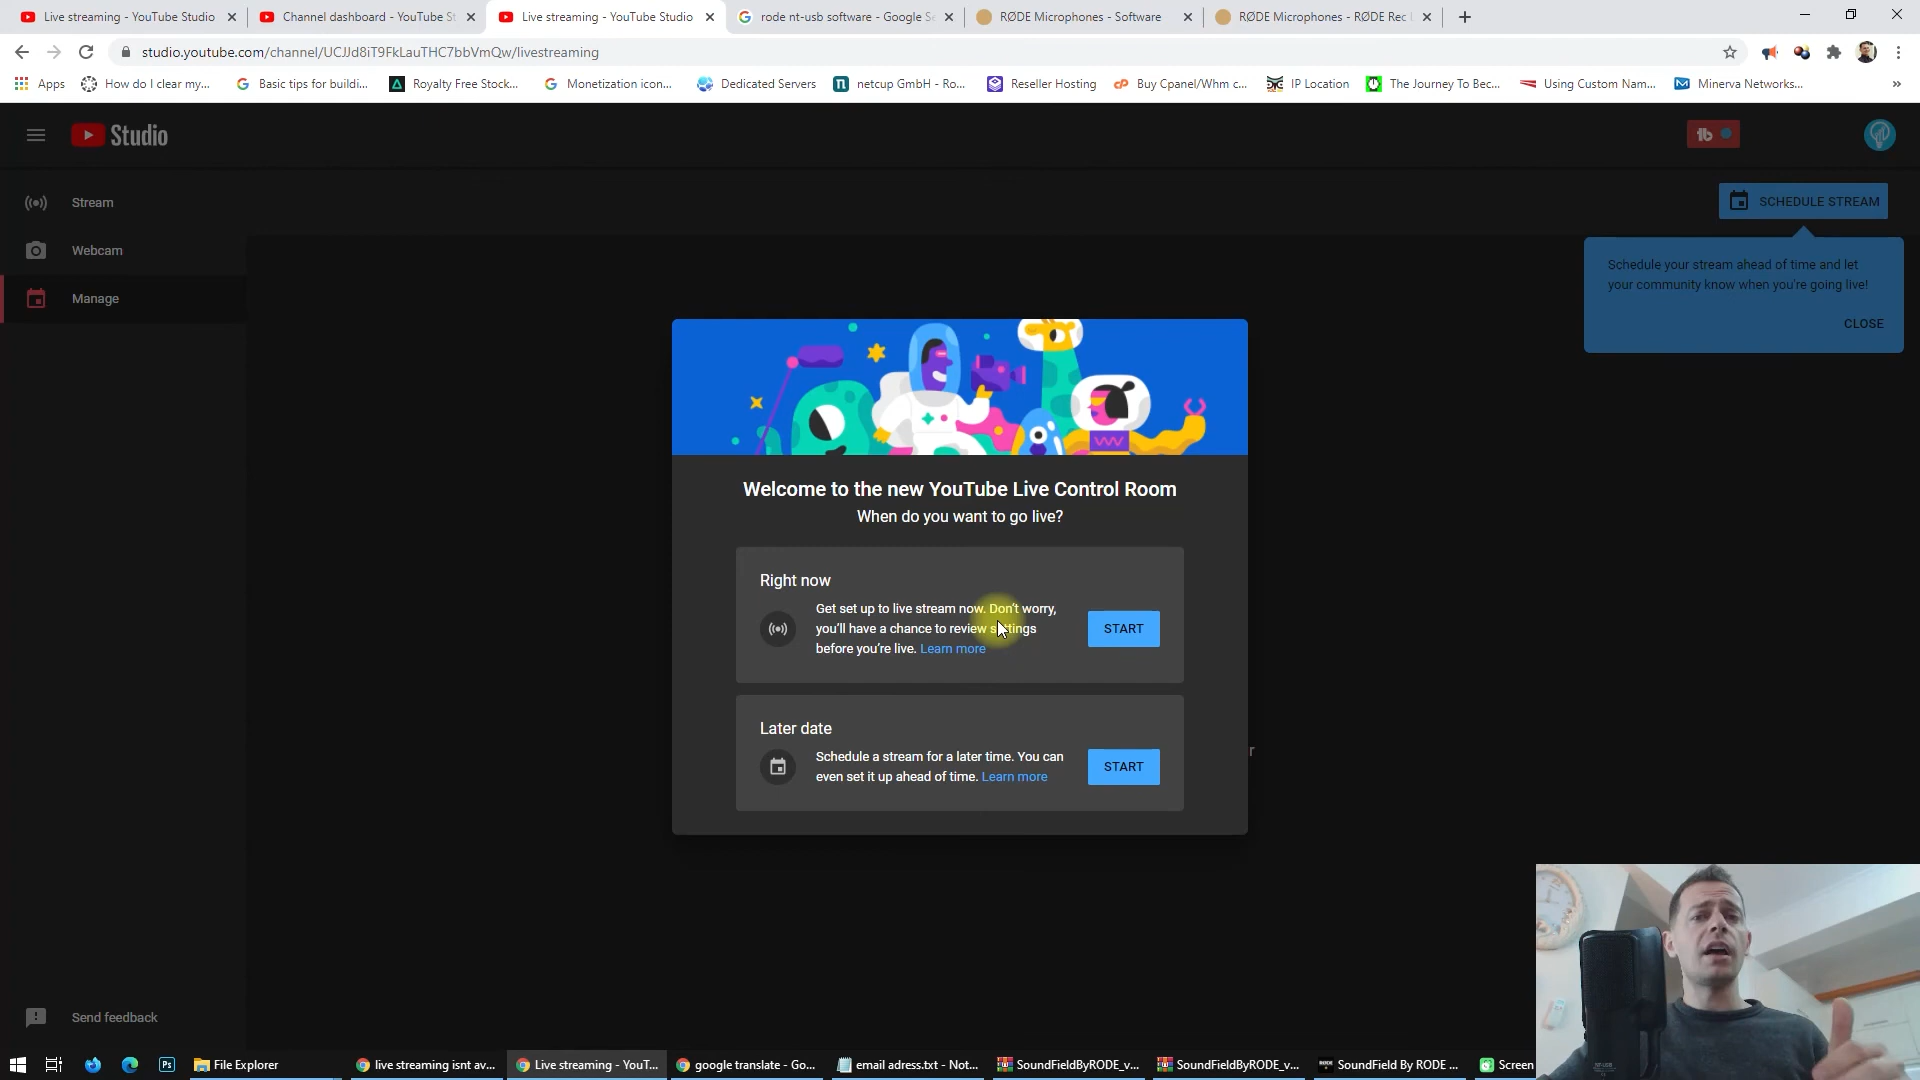 Live streaming - YouTube Studio
Channel dashboard - YouTube St
Live streaming - YouTube Studio
rode nt-usb software - Google Se
RØDE Microphones - Software
RØDE Microphones - RØDE Rec
studio.youtube.com/channel/UCJJd8iT9FkLauTHC7bbVmQw/livestreaming
Apps
How do I clear my...
Basic tips for buildi...
Royalty Free Stock...
Monetization icon...
Dedicated Servers
netcup GmbH - Ro...
Reseller Hosting
Buy Cpanel/Whm c...
IP Location
The Journey To Bec...
Using Custom Nam...
Minerva Networks...
»
Studio
tb
Stream
SCHEDULE STREAM
Webcam
Schedule your stream ahead of time and let
your community know when you're going live!
CLOSE
Manage
Welcome to the new YouTube Live Control Room
When do you want to go live?
Right now
Get set up to live stream now. Don't worry,
you'll have a chance to review settings
before you're live. Learn more
START
Later date
Schedule a stream for a later time. You can
even set it up ahead of time. Learn more
START
r
Send feedback
Ps
File Explorer
live streaming isnt av...
Live streaming - YouT...
google translate - Go...
email adress.txt - Not...
SoundFieldByRODE_v...
SoundFieldByRODE_v...
SoundField By RODE ...
Screen